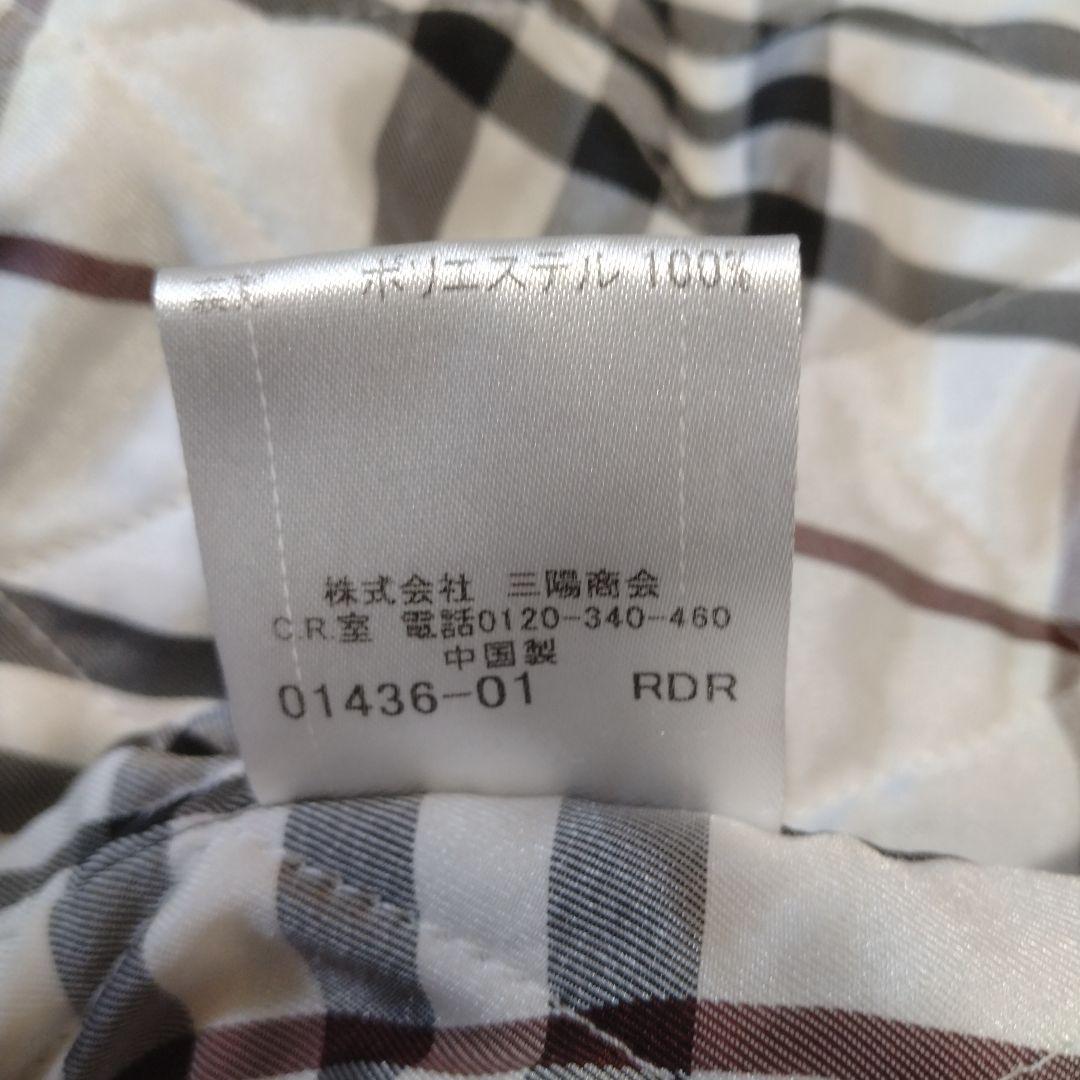 ポリエステル 100%
株式会社 三陽商会
C.R.室 電話0120-340-460
中国製
01436-01 RDR